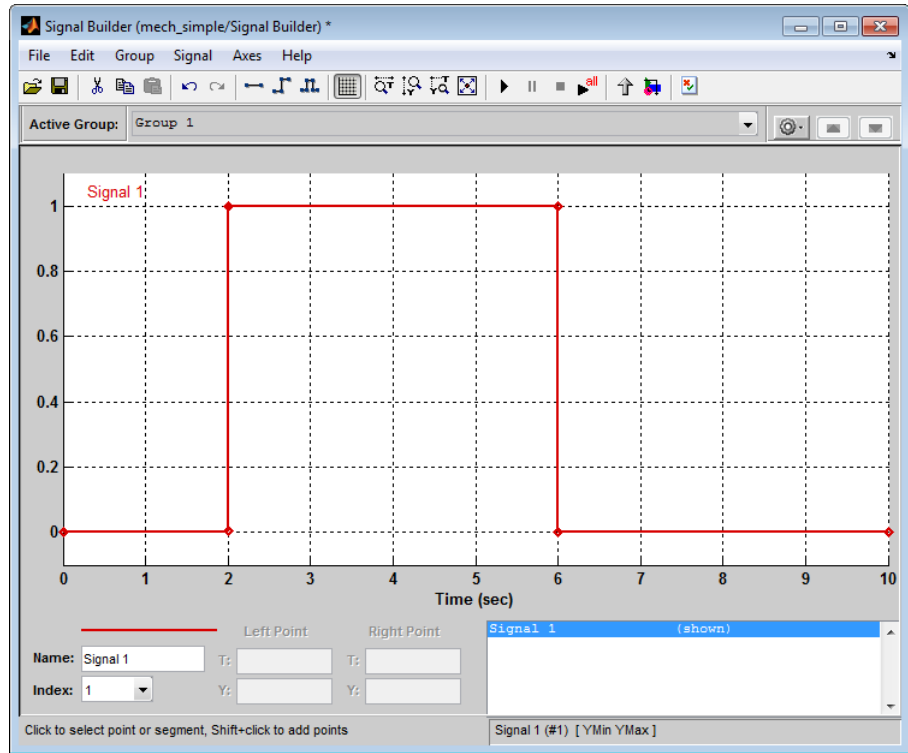 Signal Builder (mech_simple/Signal Builder) *
File Edit Group Signal Axes Help
all
Active Group: Group 1
Signal 1
1
0.8
0.6
0.4
0.2
0
0 1 2 3 4 5 6 7 8 9 10
Time (sec)
Left Point Right Point
Name: Signal 1 T: T:
Index: 1 Y: Y:
Signal 1 (shown)
Click to select point or segment, Shift+click to add points
Signal 1 (#1) [ YMin YMax ]